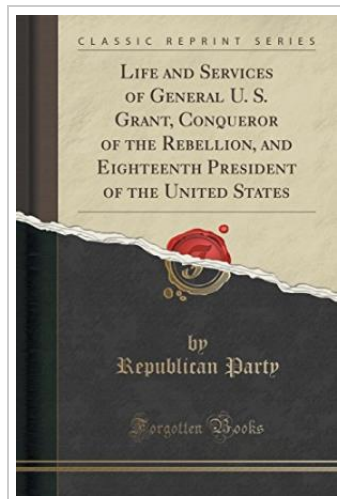 CLASSIC REPRINT SERIES
LIFE AND SERVICES
OF GENERAL U. S.
GRANT, CONQUEROR
OF THE REBELLION, AND
EIGHTEENTH PRESIDENT
OF THE UNITED STATES
by
Republican Party
Forgotten Books